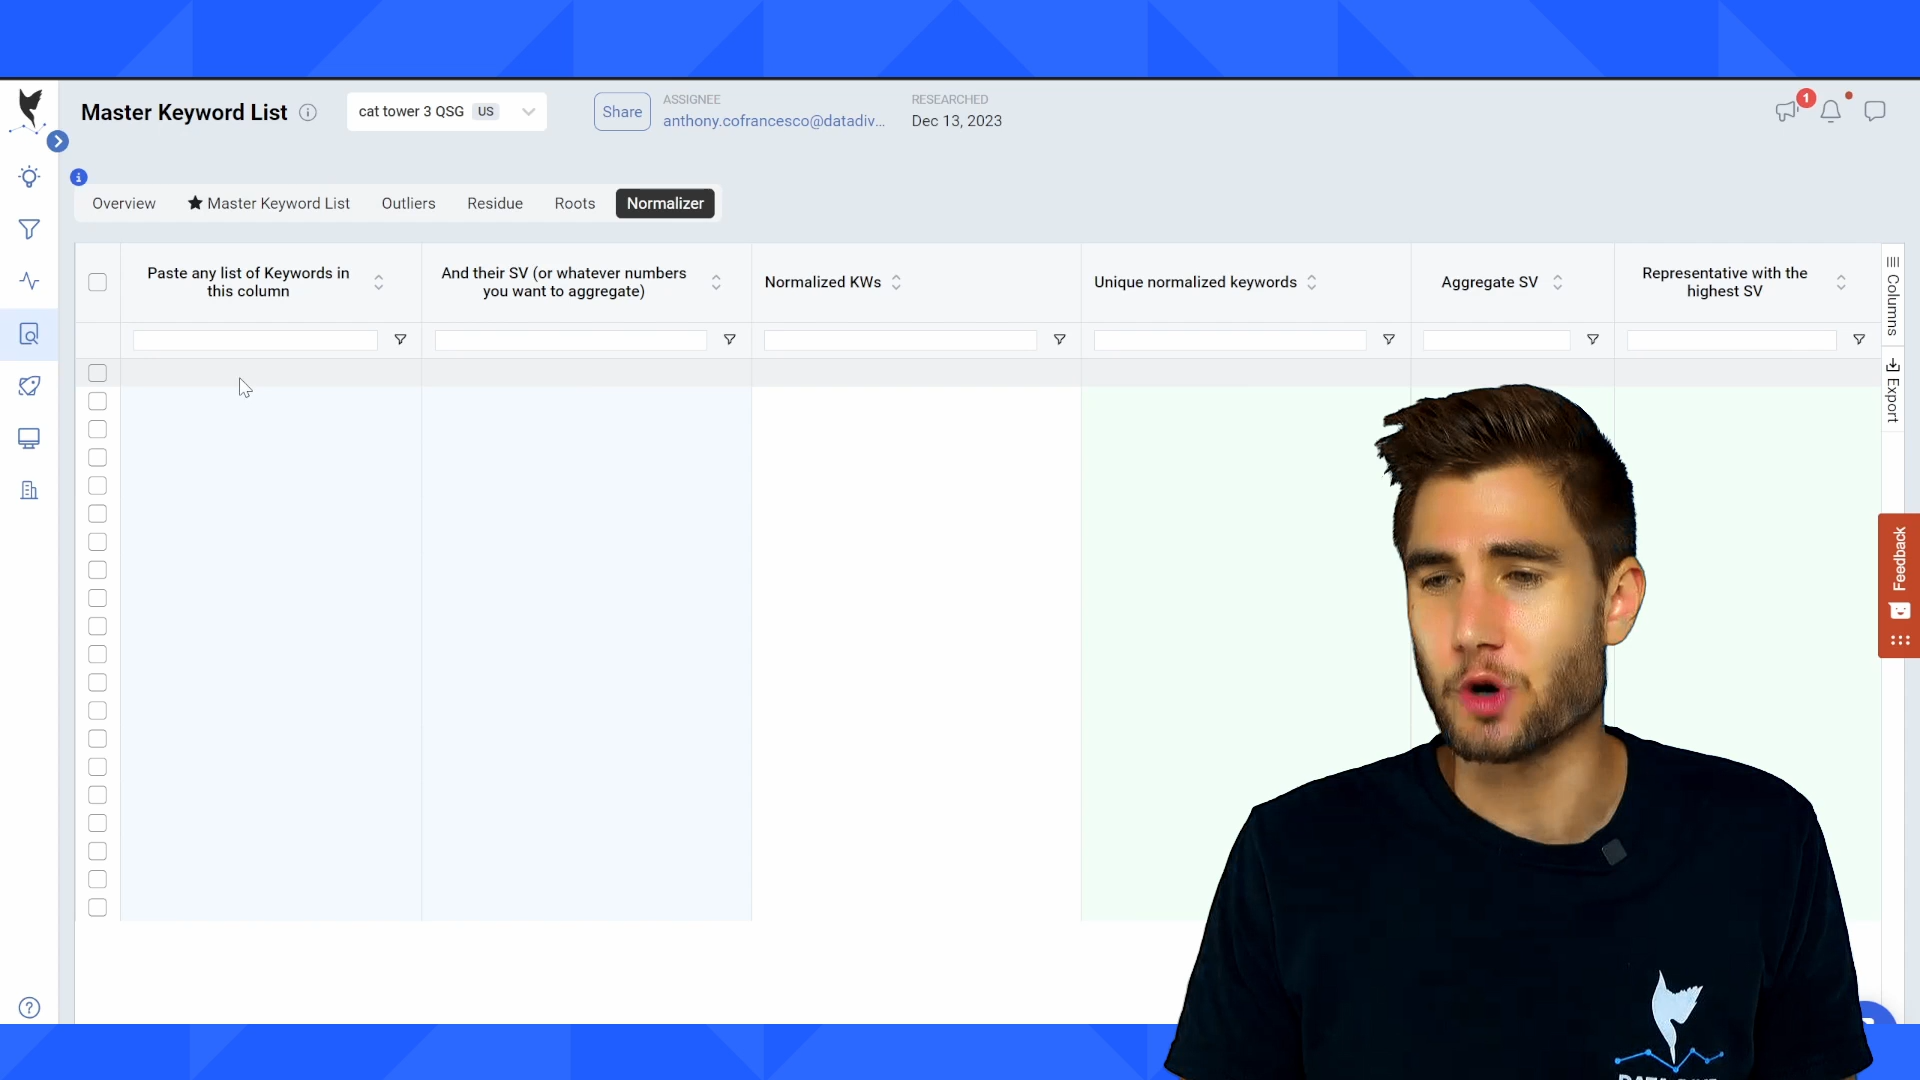 Master Keyword List
cat tower 3 QSG US
Share
ASSIGNEE
anthony.cofrancesco@datadiv...
RESEARCHED
Dec 13, 2023
1
Overview
Master Keyword List
Outliers
Residue
Roots
Normalizer
Paste any list of Keywords in
this column
And their SV (or whatever numbers
you want to aggregate)
Normalized KWs
Unique normalized keywords
Aggregate SV
Representative with the
highest SV
Columns
Export
Feedback